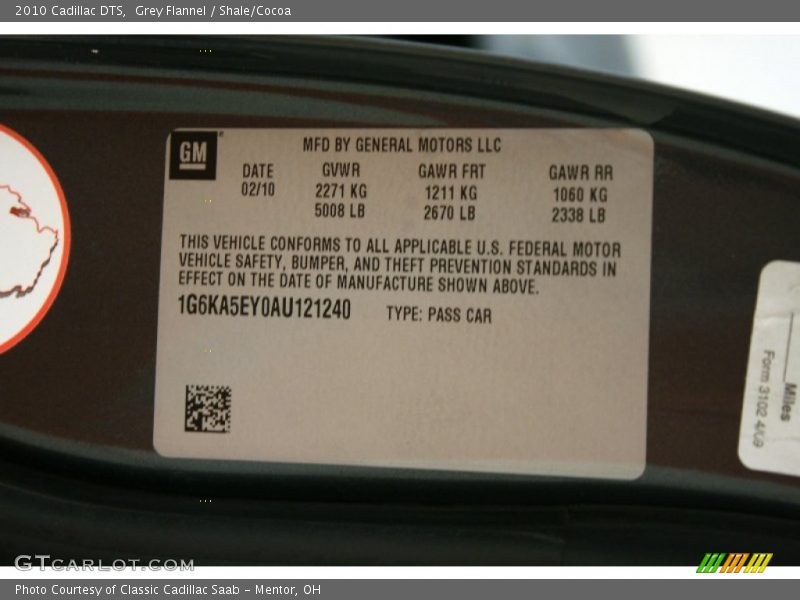 2010 Cadillac DTS, Grey Flannel / Shale/Cocoa
GM
MFD BY GENERAL MOTORS LLC
DATE GVWR GAWR FRT GAWR RR
02/10 2271 KG 1211 KG 1060 KG
5008 LB 2670 LB 2338 LB
THIS VEHICLE CONFORMS TO ALL APPLICABLE U.S. FEDERAL MOTOR
VEHICLE SAFETY, BUMPER, AND THEFT PREVENTION STANDARDS IN
EFFECT ON THE DATE OF MANUFACTURE SHOWN ABOVE.
1G6KA5EY0AU121240 TYPE: PASS CAR
Miles
Form 3102 4/09
GTcarlot.com
Photo Courtesy of Classic Cadillac Saab - Mentor, OH